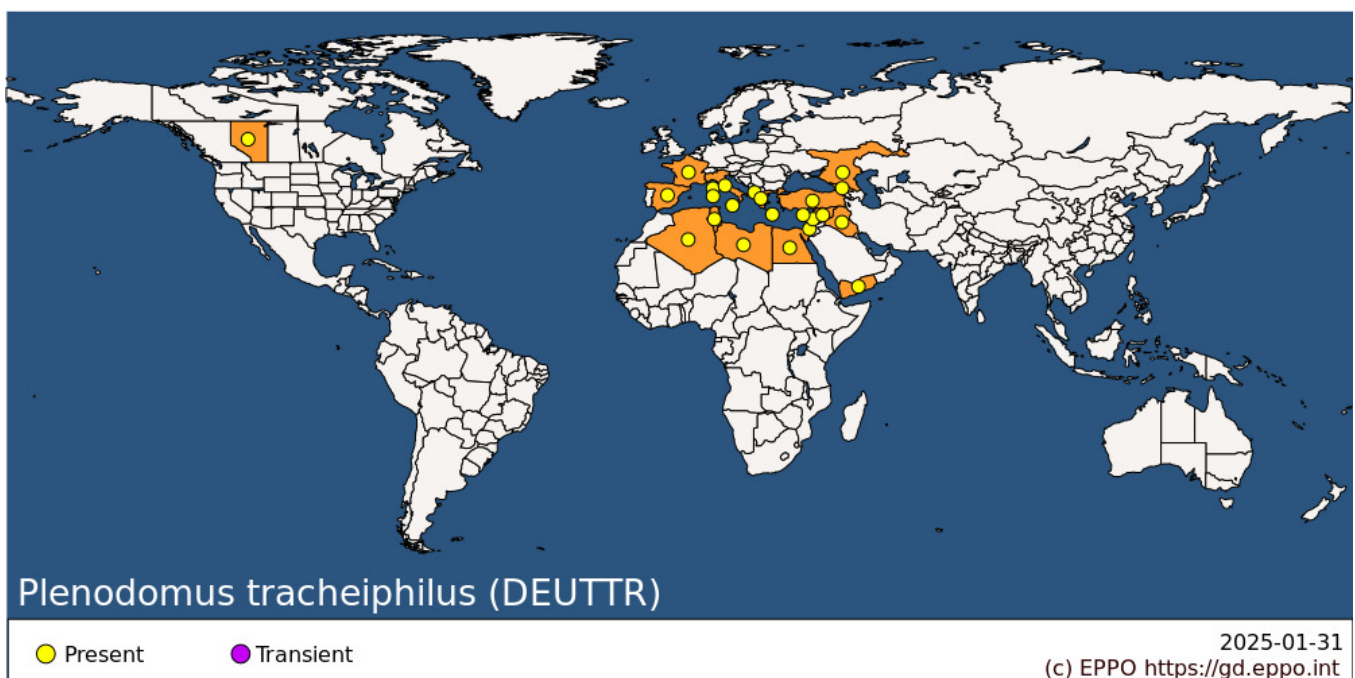 Plenodomus tracheiphilus (DEUTTR)
Present
Transient
2025-01-31
(c) EPPO https://gd.eppo.int